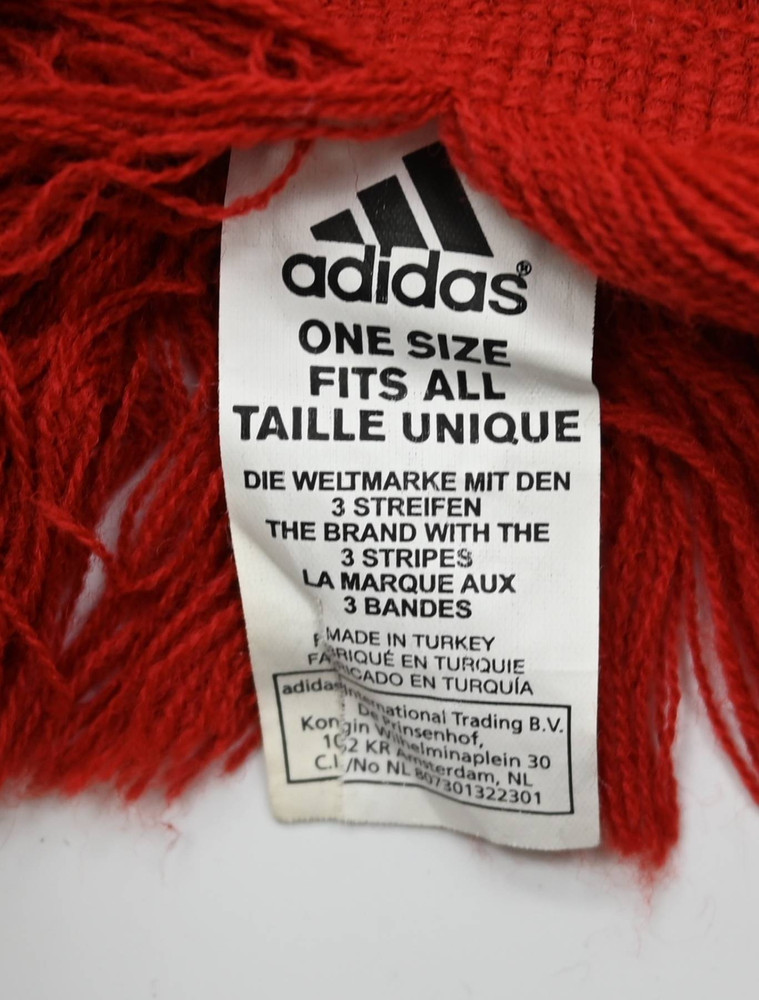 adidas®
ONE SIZE
FITS ALL
TAILLE UNIQUE
DIE WELTMARKE MIT DEN
3 STREIFEN
THE BRAND WITH THE
3 STRIPES
LA MARQUE AUX
3 BANDES
MADE IN TURKEY
EN TURQUIE
EN TURQUÍA
adidas International Trading B.V.
De Prinsenhof,
Wilhelminaplein 30
KR Amsterdam, NL
/No NL 807301322301